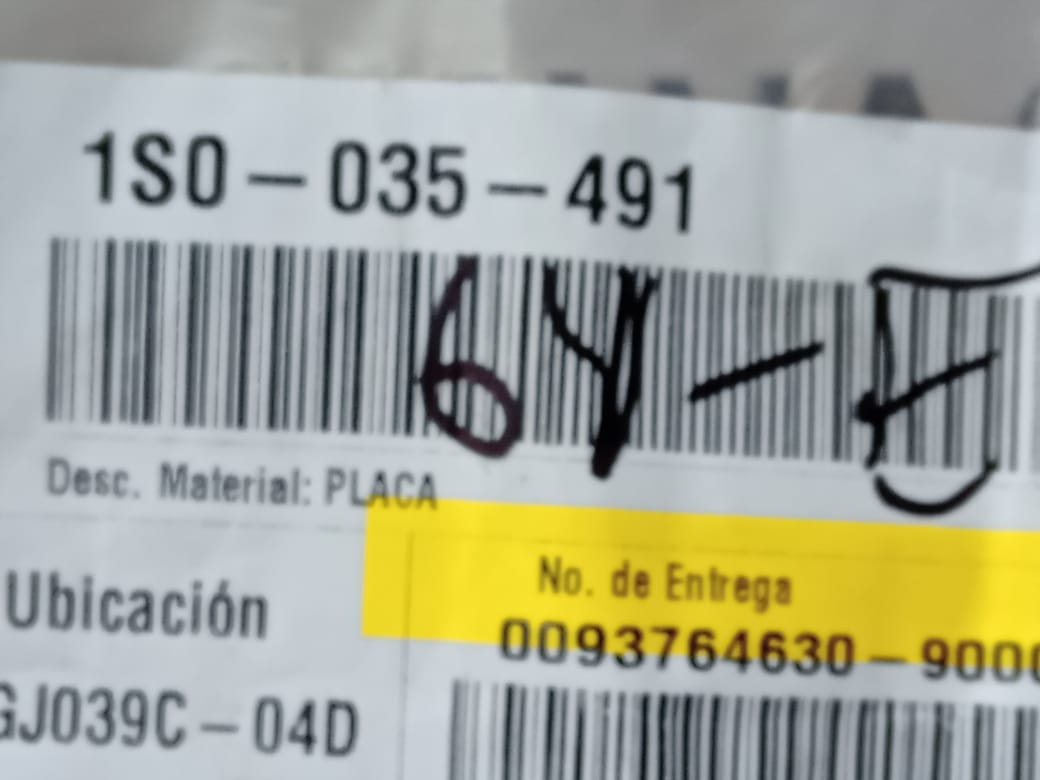 1S0-035-491
Desc. Material: PLACA
No. de Entrega
0093764630-9000
Ubicación
GJ039C-04D